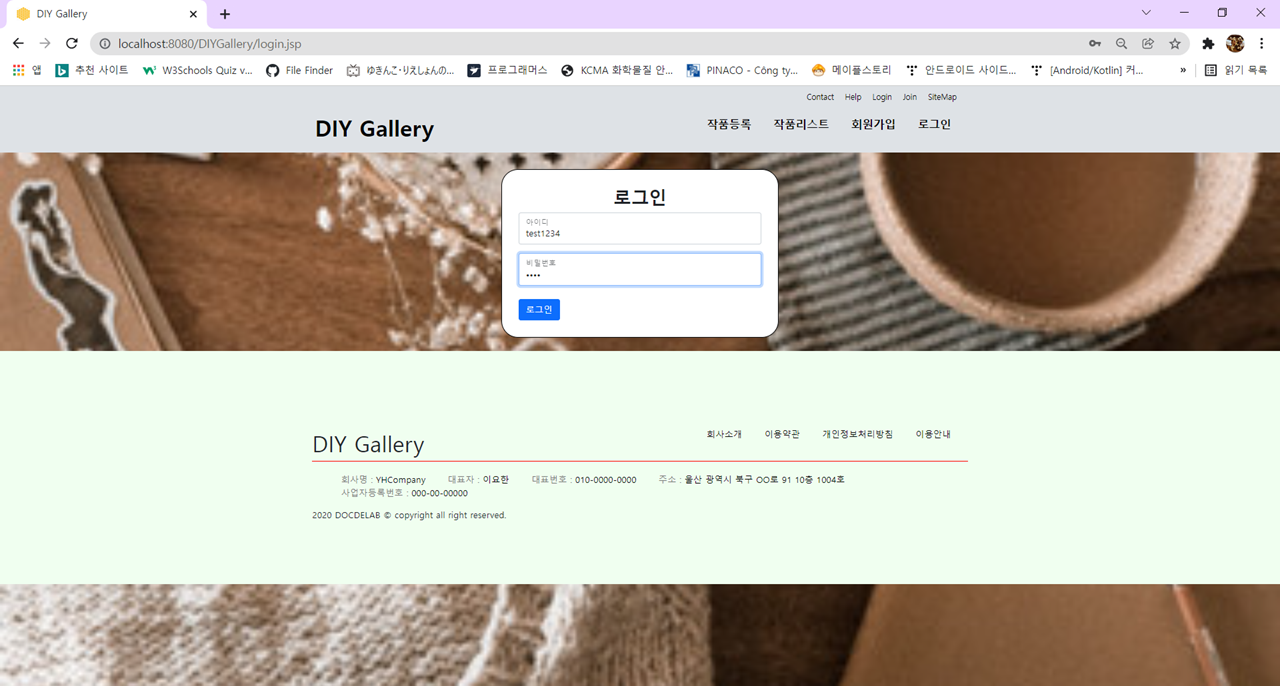 DIY Gallery
localhost:8080/DIYGallery/login.jsp
앱 추천 사이트 W3Schools Quiz v... File Finder ゆきんこ・りえしょんの... 프로그래머스 KCMA 화학물질 안... PINACO - Công ty... 메이플스토리 안드로이드 사이드... [Android/Kotlin] 커... » 읽기 목록
Contact Help Login Join SiteMap
DIY Gallery 작품등록 작품리스트 회원가입 로그인
로그인
아이디
test1234
비밀번호
••••
로그인
DIY Gallery 회사소개 이용약관 개인정보처리방침 이용안내
회사명 : YHCompany 대표자 : 이요한 대표번호 : 010-0000-0000 주소 : 울산 광역시 북구 OO로 91 10층 1004호
사업자등록번호 : 000-00-00000
2020 DOCDELAB © copyright all right reserved.